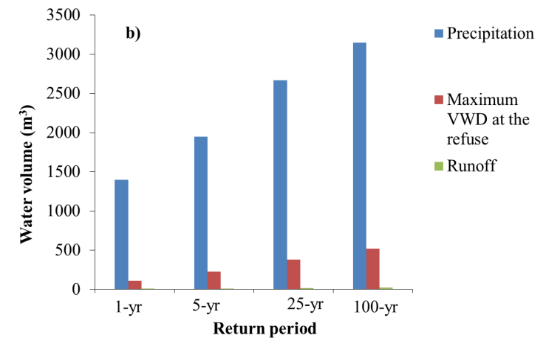 b)
3500
3000
2500
2000
1500
1000
500
0
Water volume (m³)
1-yr 5-yr 25-yr 100-yr
Return period
Precipitation
Maximum
VWD at the
refuse
Runoff